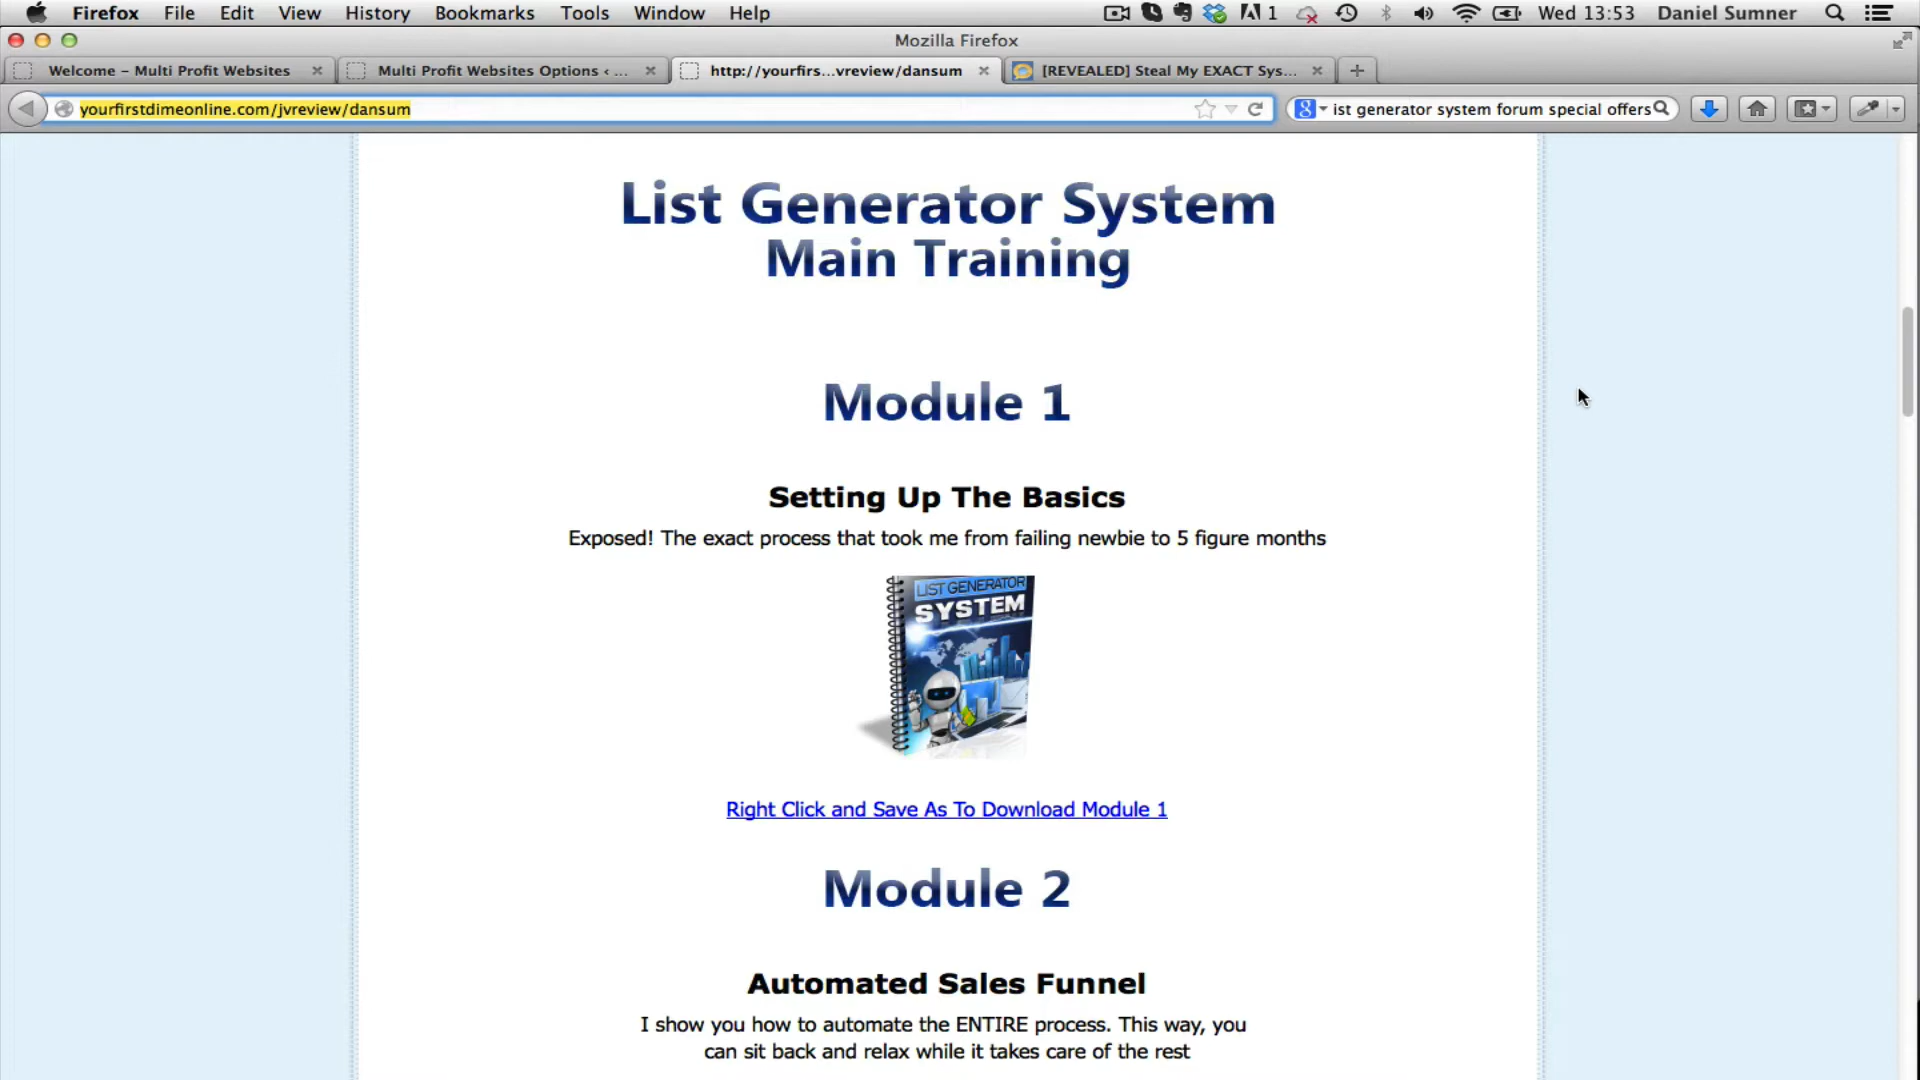 Firefox File Edit View History Bookmarks Tools Window Help 1 Wed 13:53 Daniel Sumner
Mozilla Firefox
Welcome – Multi Profit Websites Multi Profit Websites Options ‹ ... http://yourfirs...vreview/dansum [REVEALED] Steal My EXACT Sys...
yourfirstdimeonline.com/jvreview/dansum ist generator system forum special offers
List Generator System
Main Training
Module 1
Setting Up The Basics
Exposed! The exact process that took me from failing newbie to 5 figure months
LIST GENERATOR
SYSTEM
Right Click and Save As To Download Module 1
Module 2
Automated Sales Funnel
I show you how to automate the ENTIRE process. This way, you
can sit back and relax while it takes care of the rest